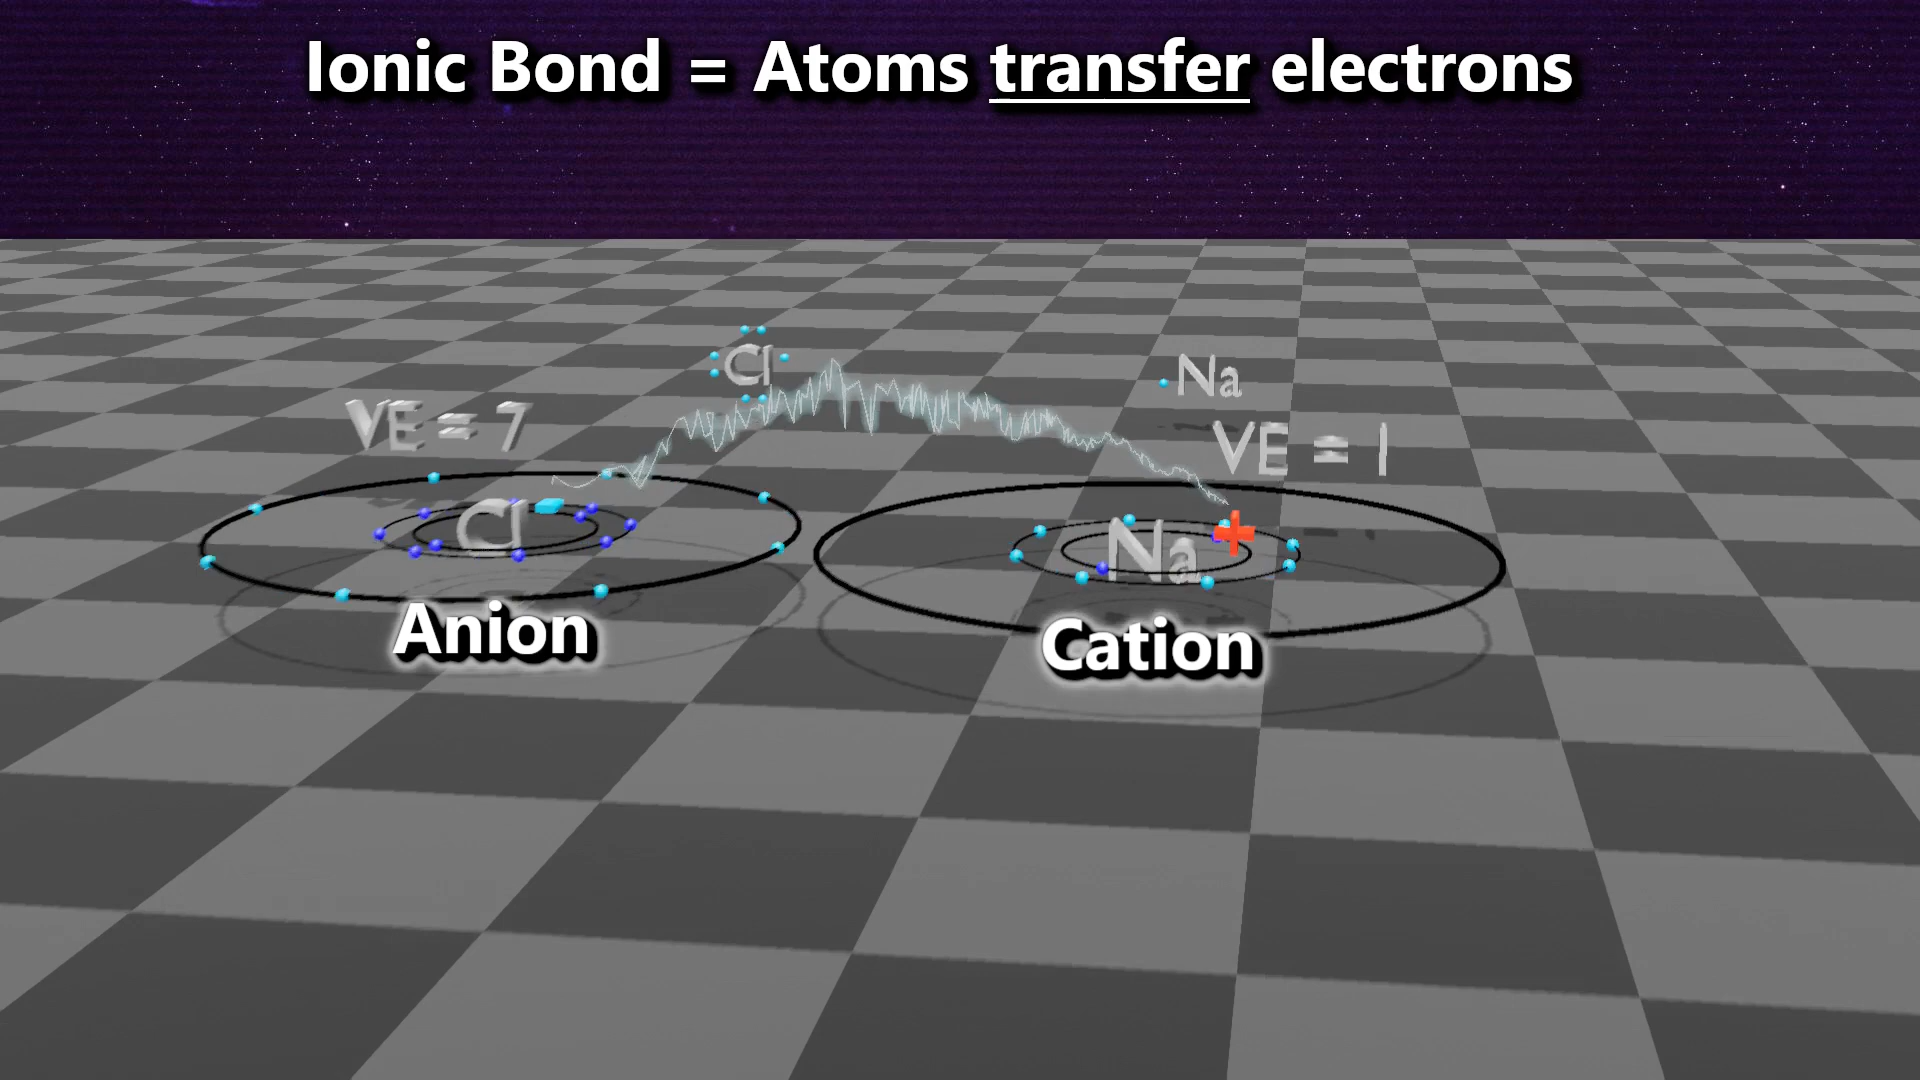 Ionic Bond = Atoms transfer electrons
Cl
Na
VE = 7
VE = 1
Cl
Na
Anion
Cation